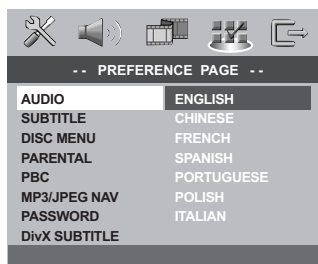 -- PREFERENCE PAGE --
AUDIO ENGLISH
SUBTITLE CHINESE
DISC MENU FRENCH
PARENTAL SPANISH
PBC PORTUGUESE
MP3/JPEG NAV POLISH
PASSWORD ITALIAN
DivX SUBTITLE